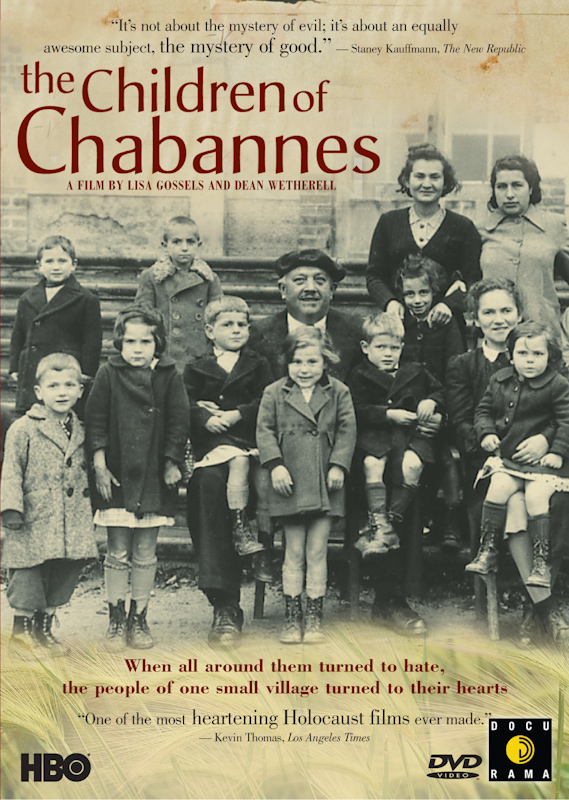 “It's not about the mystery of evil; it's about an equally
awesome subject, the mystery of good.” — Staney Kauffmann, The New Republic
the Children of
Chabannes
A FILM BY LISA GOSSELS AND DEAN WETHERELL
When all around them turned to hate,
the people of one small village turned to their hearts
“One of the most heartening Holocaust films ever made.”
— Kevin Thomas, Los Angeles Times
HBO®
DVD
VIDEO
DOCU
RAMA